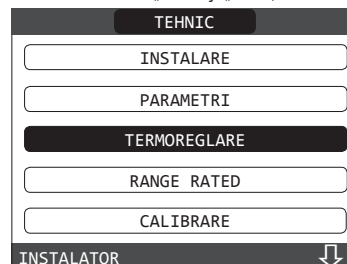 TEHNIC
INSTALARE
PARAMETRI
TERMOREGLARE
RANGE RATED
CALIBRARE
INSTALATOR